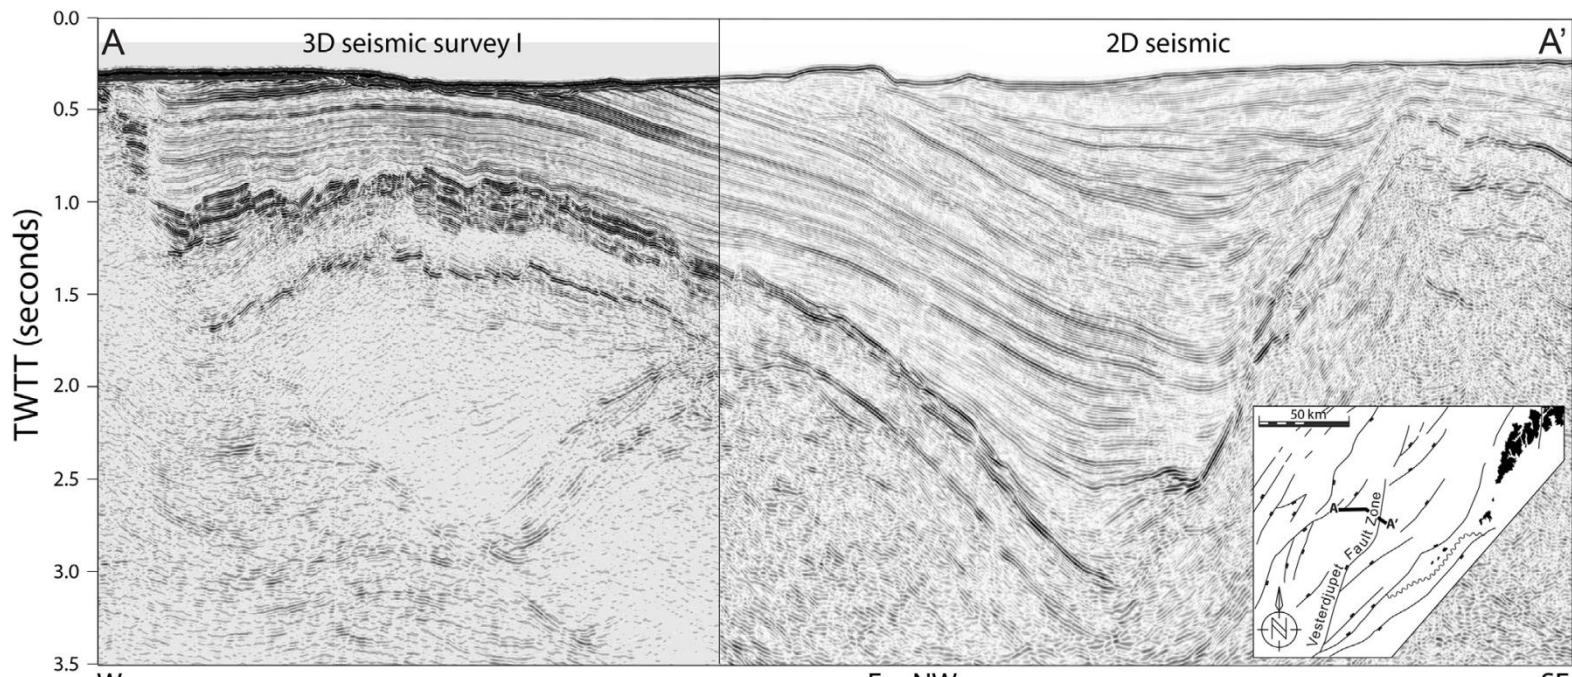 0.0
A
3D seismic survey I
2D seismic
A'
0.5
1.0
TWTT (seconds)
1.5
2.0
50 km
2.5
A
A'
Vesterdjupet Fault Zone
3.0
N
3.5